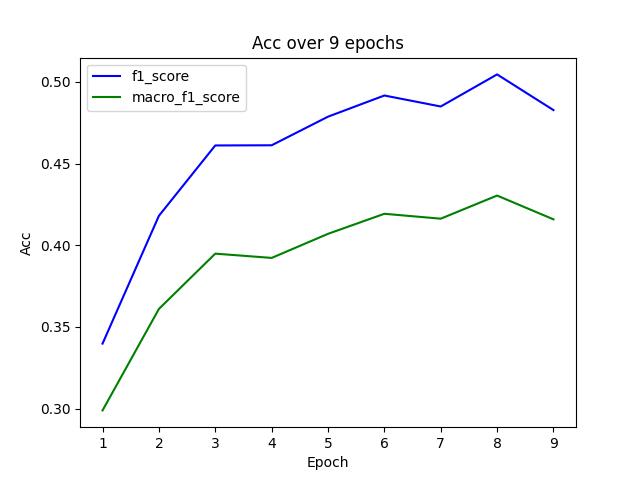 Acc over 9 epochs
f1_score
macro_f1_score
0.50
0.45
0.40
0.35
0.30
Acc
1 2 3 4 5 6 7 8 9
Epoch